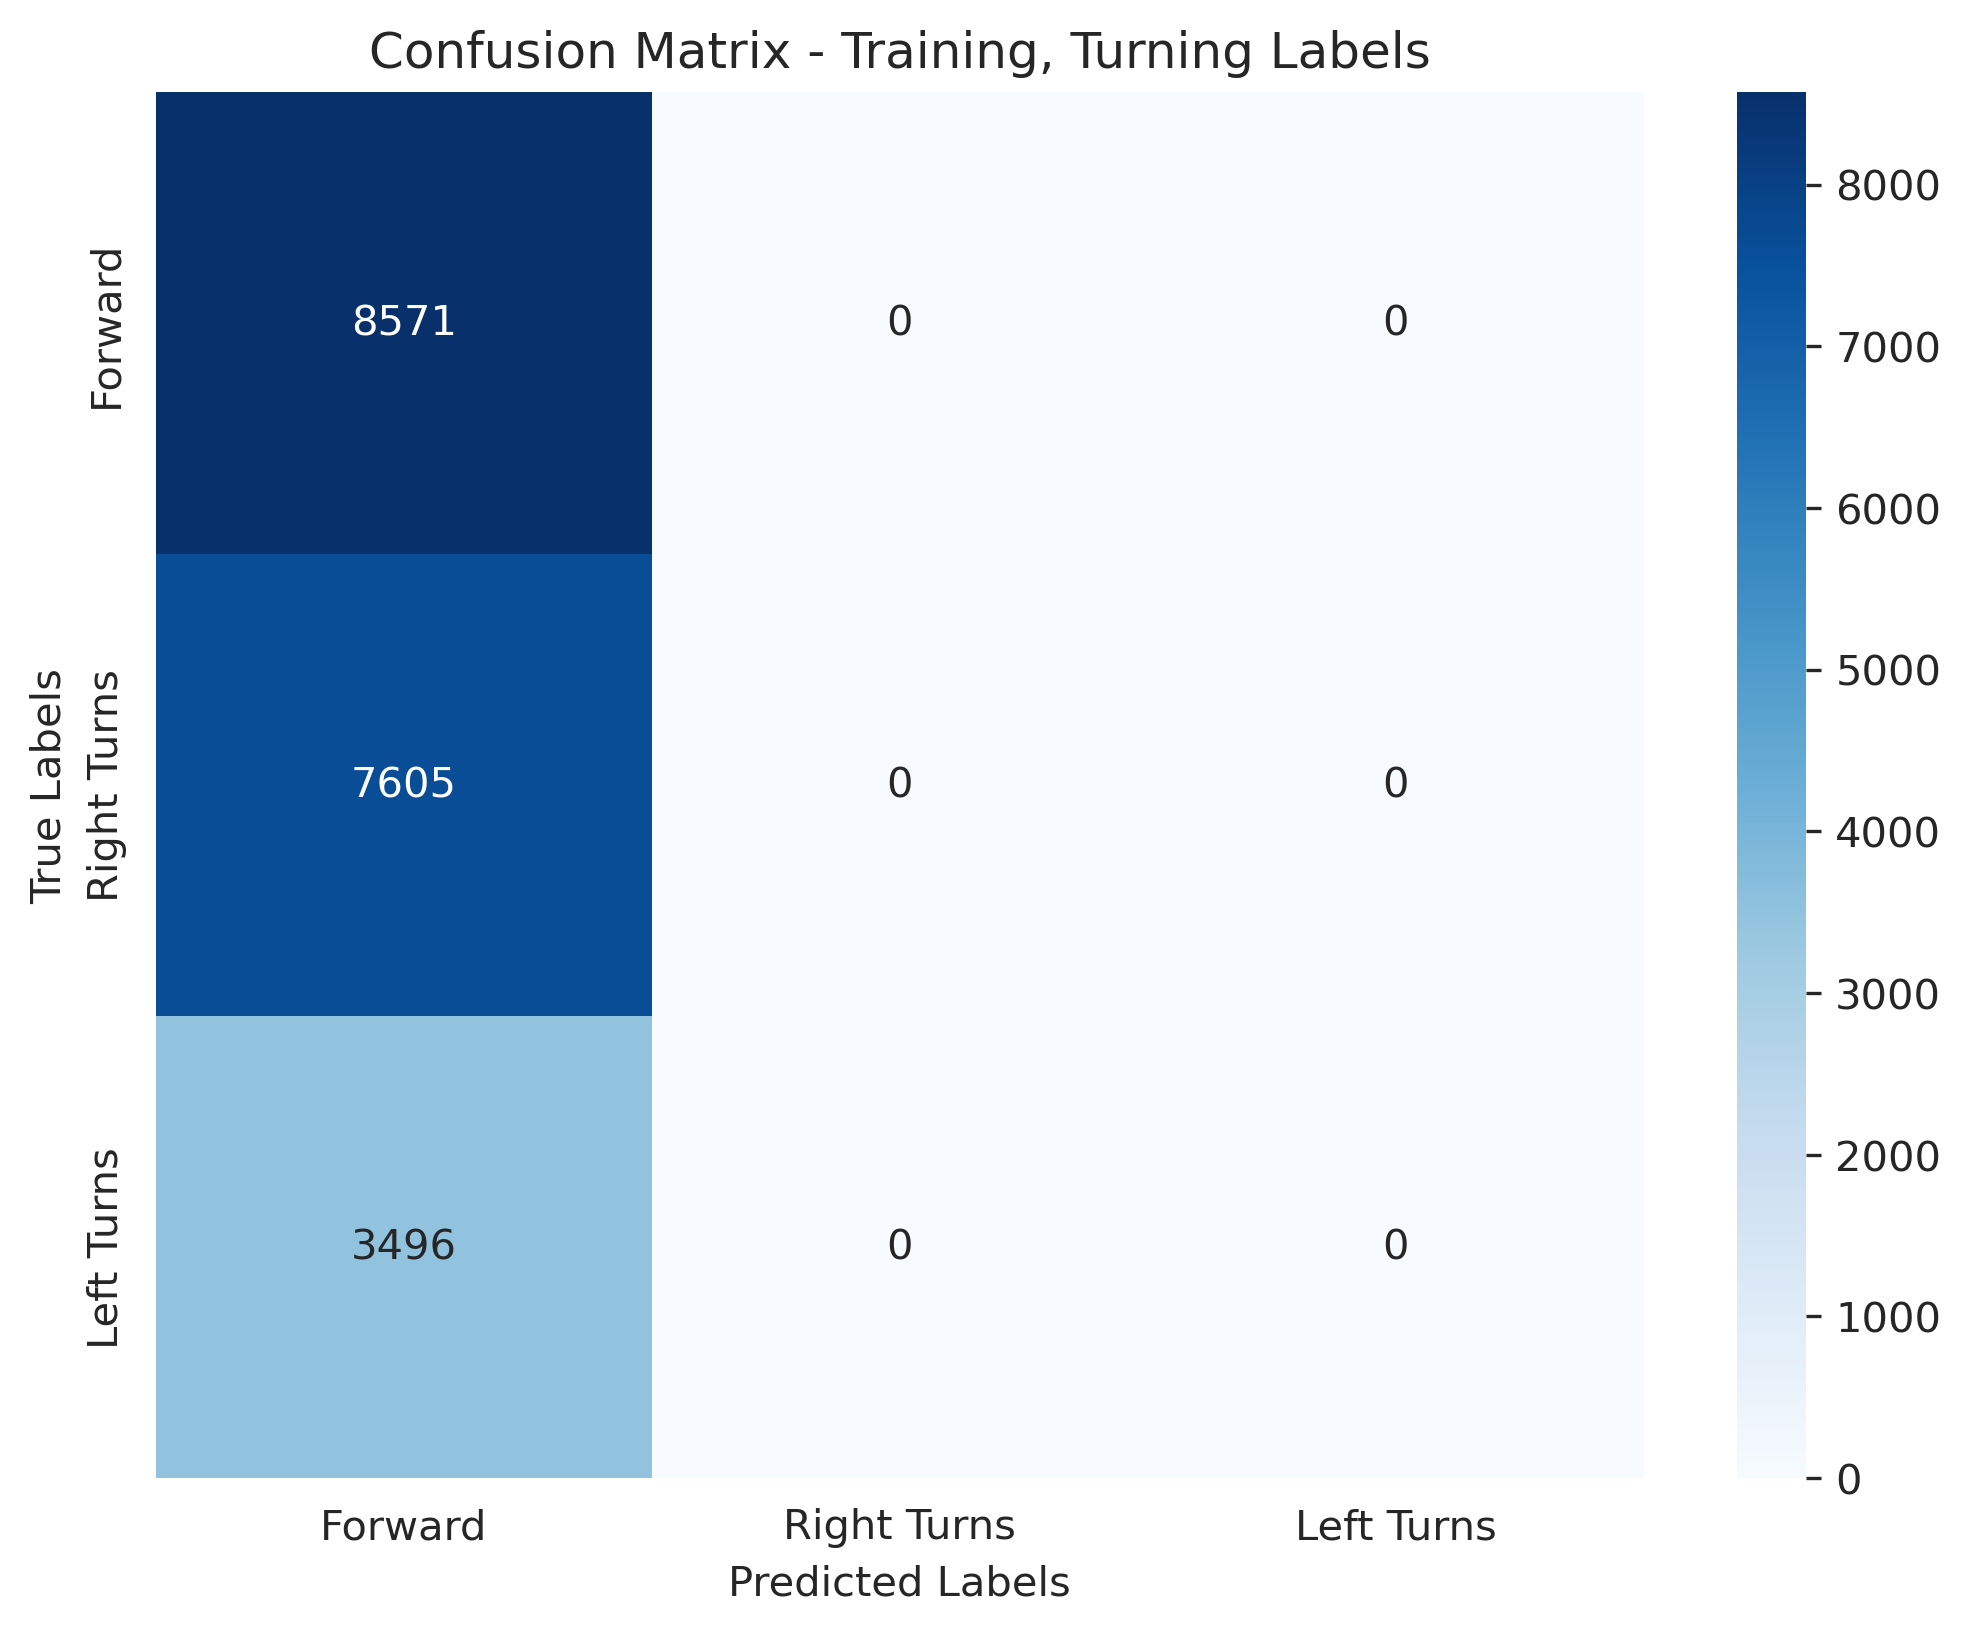 Confusion Matrix - Training, Turning Labels
True Labels
Forward
8571 0 0
Right Turns
7605 0 0
Left Turns
3496 0 0
Forward Right Turns Left Turns
Predicted Labels
8000
7000
6000
5000
4000
3000
2000
1000
0